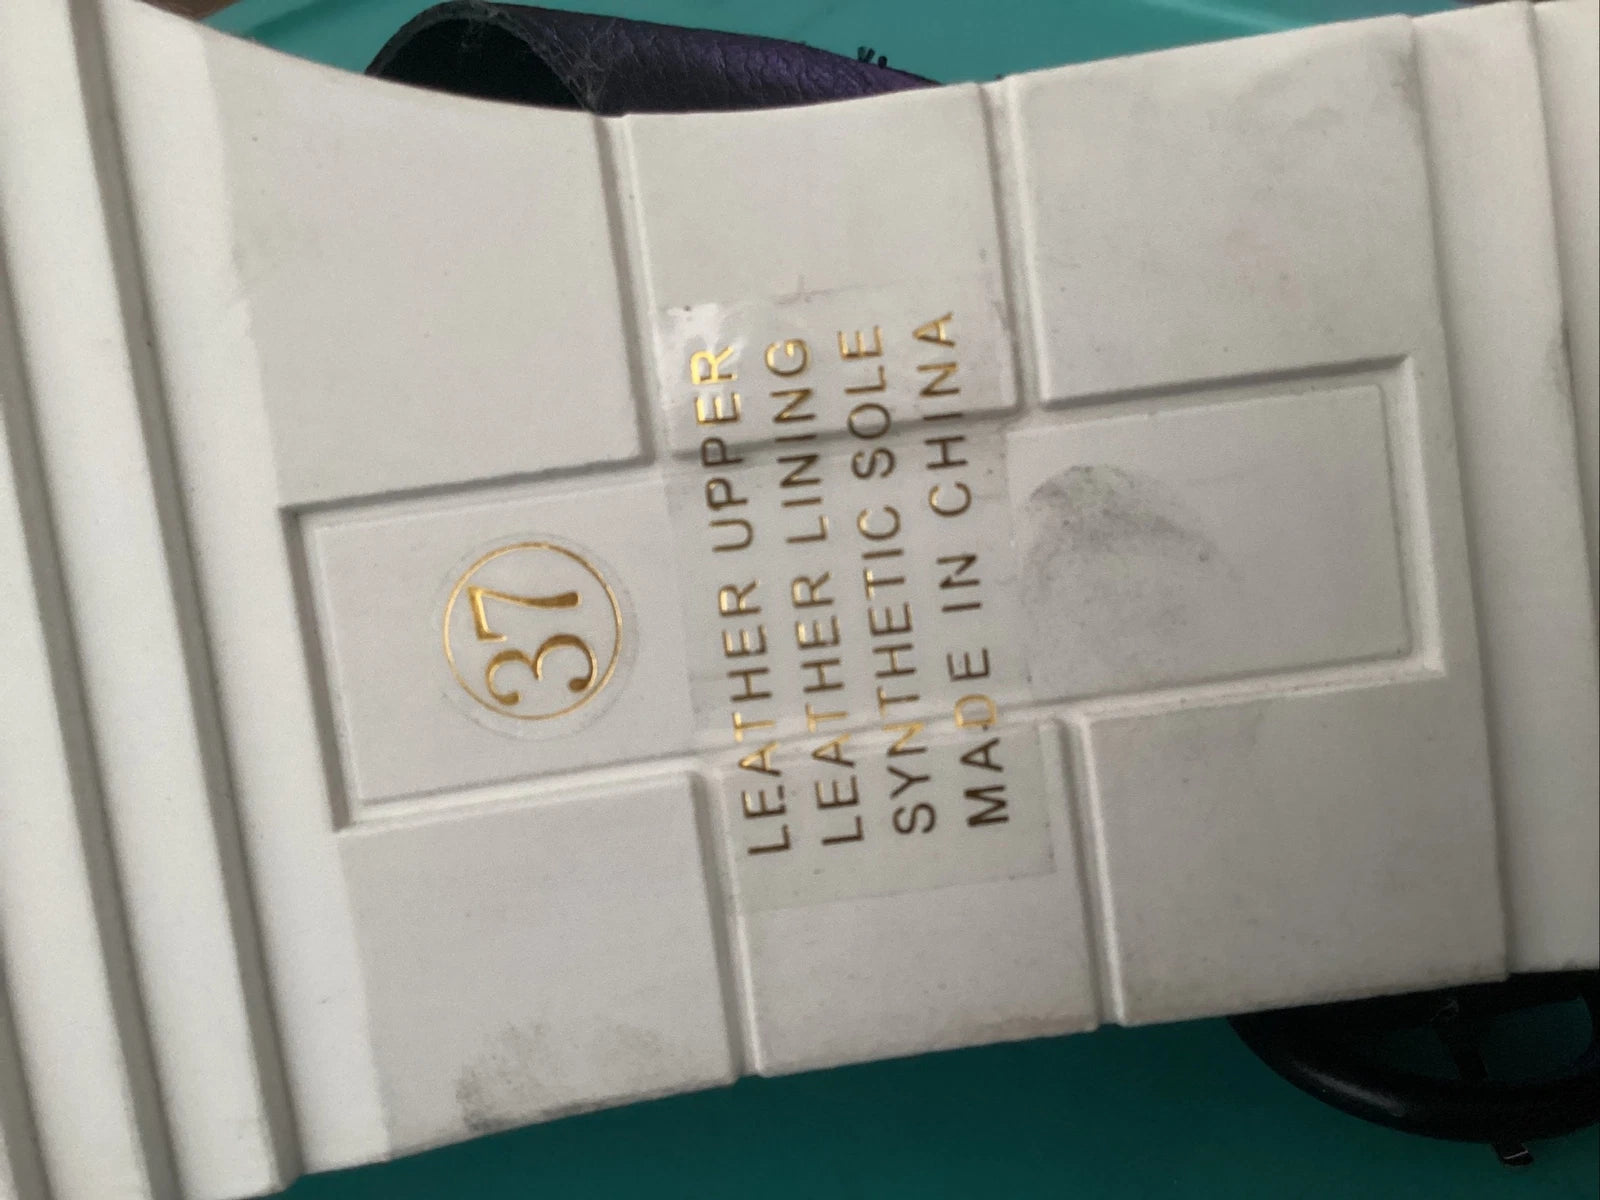 37
LEATHER UPPER
LEATHER LINING
SYNTHETIC SOLE
MADE IN CHINA